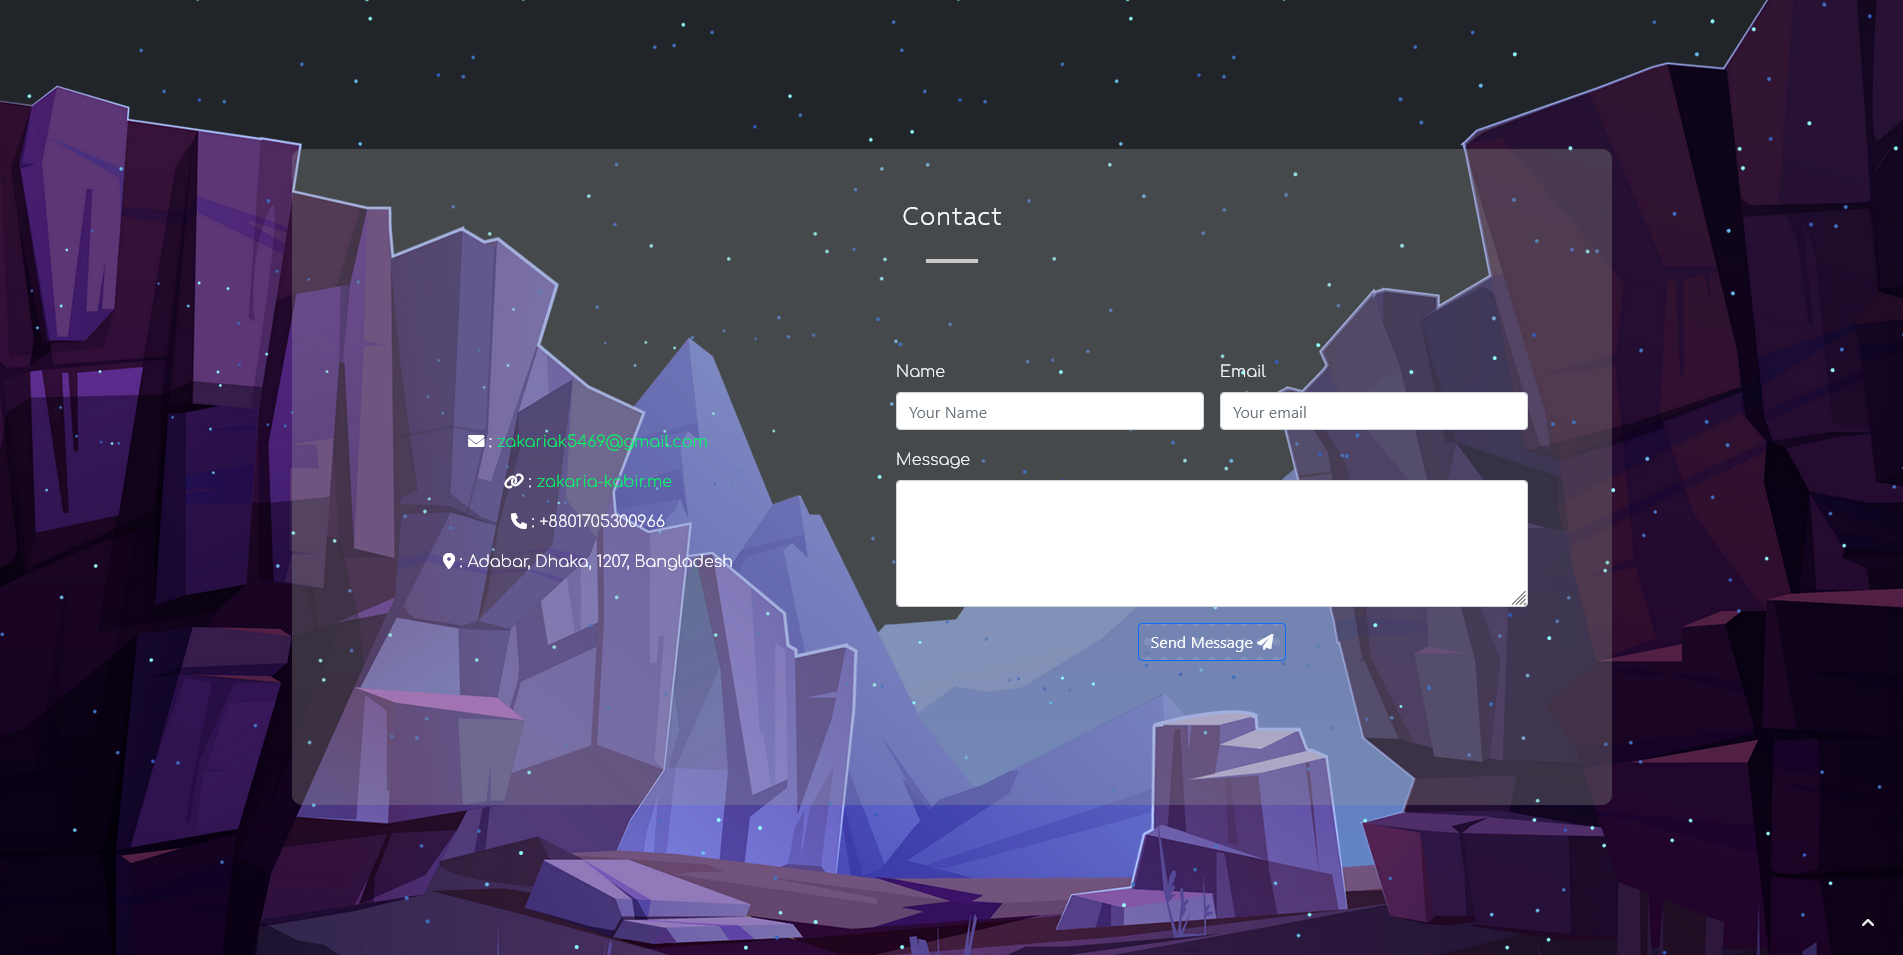 Contact
: zakariak5469@gmail.com
: zakaria-kabir.me
: +8801705300966
: Adabar, Dhaka, 1207, Bangladesh
Name
Email
Your Name
Your email
Message
Send Message